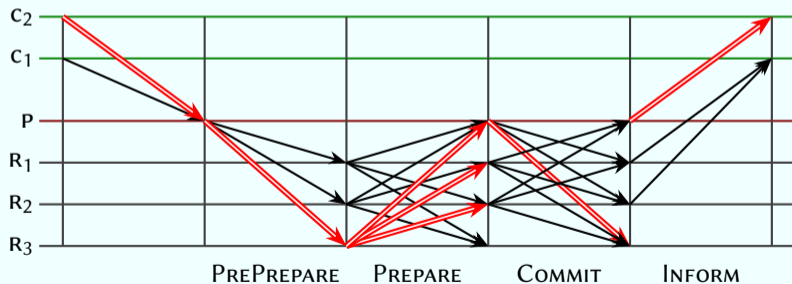 C₂
C₁
P
R₁
R₂
R₃
PREPREPARE PREPARE COMMIT INFORM